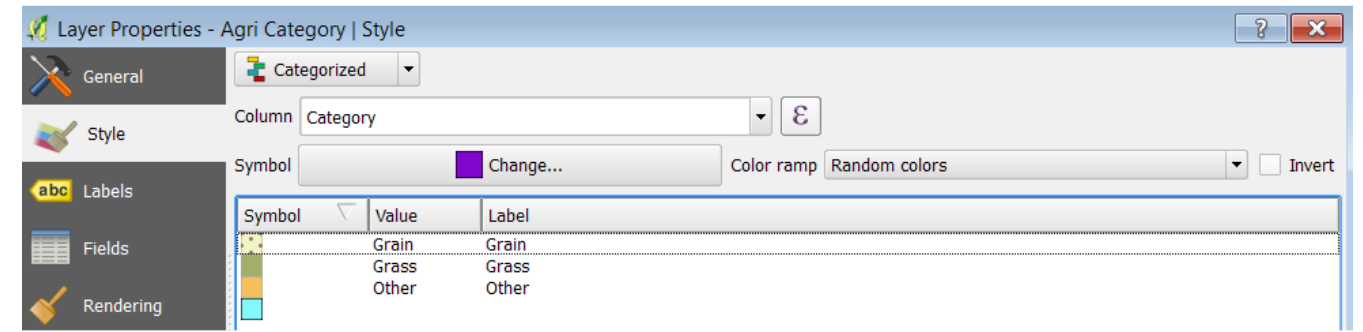 Layer Properties - Agri Category | Style
?
General
Categorized
Column Category ε
Style
Symbol Change... Color ramp Random colors Invert
abc Labels
Symbol Value Label
Fields
Grain Grain
Grass Grass
Other Other
Rendering